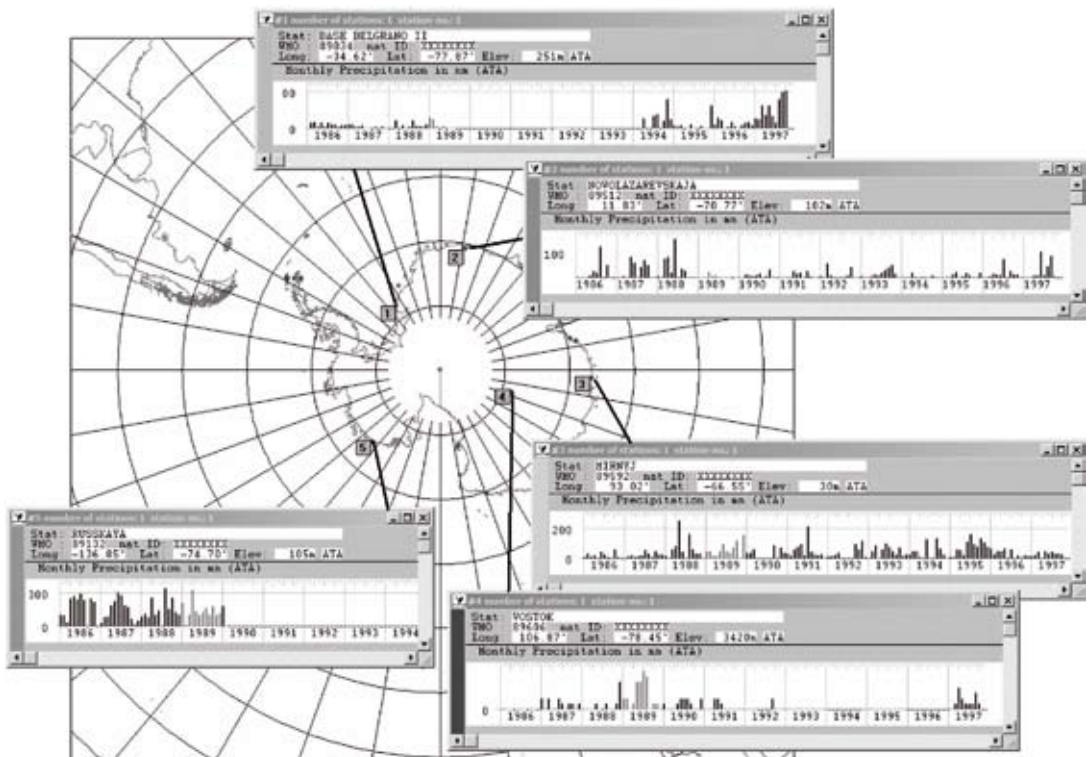 #1 number of stations: 1 station-no.: 1
Stat: BASE BELGRANO II
WMO : 89034 nat ID: XXXXXXXX
Long -34.62° Lat: -77.87° Elev: 251m ATA
Monthly Precipitation in mm (ATA)
0
1986 1987 1988 1989 1990 1991 1992 1993 1994 1995 1996 1997
#2 number of stations: 1 station-no.: 1
Stat: NOVOLAZAREVSKAJA
WMO 89512 nat ID: XXXXXXXX
Long 11.83° Lat -70.77° Elev: 102m ATA
Monthly Precipitation in mm (ATA)
100
1986 1987 1988 1989 1990 1991 1992 1993 1994 1995 1996 1997
1
2
3
4
5
#3 number of stations: 1 station-no.: 1
Stat: MIRNYJ
WMO : 89592 nat ID: XXXXXXXX
Long 93.02° Lat -66.55° Elev: 30m ATA
Monthly Precipitation in mm (ATA)
200
0
1986 1987 1988 1989 1990 1991 1992 1993 1994 1995 1996 1997
#5 number of stations: 1 station-no.: 1
Stat: RUSSKAYA
WMO : 89132 nat ID: XXXXXXXX
Long -136.85° Lat -74.70° Elev: 105m ATA
Monthly Precipitation in mm (ATA)
300
0
1986 1987 1988 1989 1990 1991 1992 1993 1994
#4 number of stations: 1 station-no.: 1
Stat: VOSTOK
WMO : 89606 nat ID: XXXXXXXX
Long 106.87° Lat: -78.45° Elev: 3420m ATA
Monthly Precipitation in mm (ATA)
0
1986 1987 1988 1989 1990 1991 1992 1993 1994 1995 1996 1997